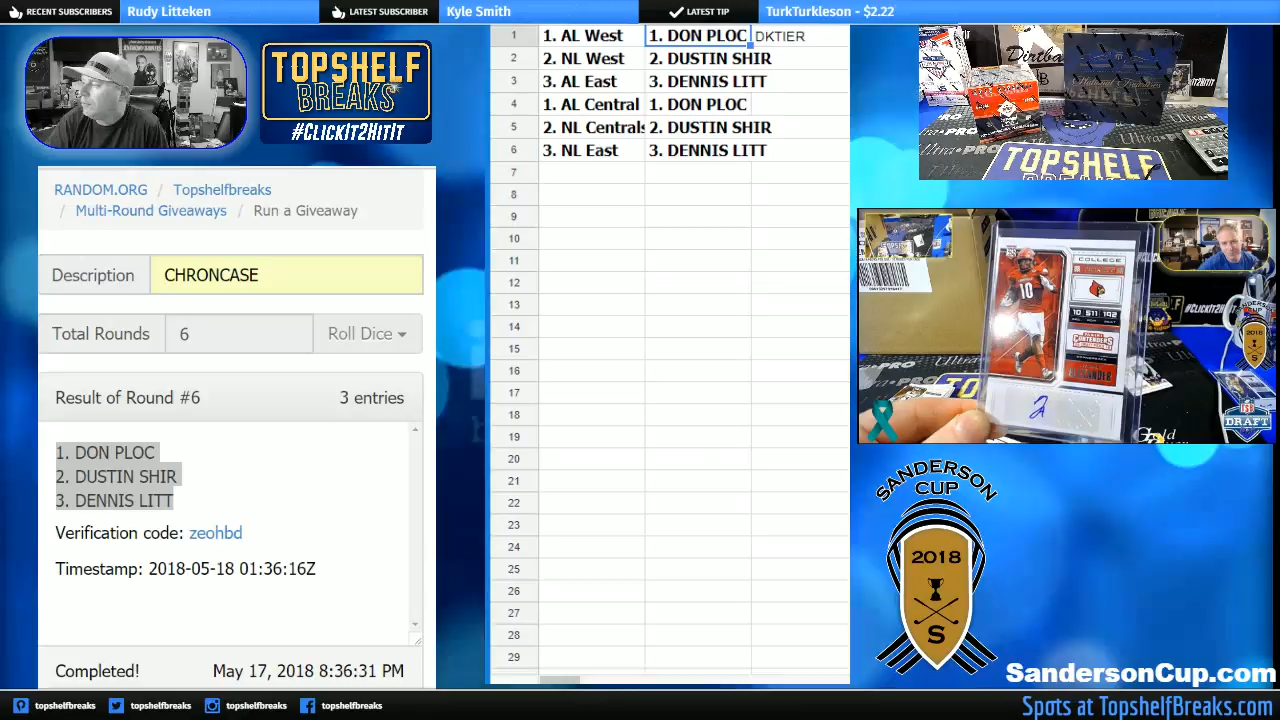 RECENT SUBSCRIBERS Rudy Litteken LATEST SUBSCRIBER Kyle Smith LATEST TIP TurkTurkleson - $2.22
TOPSHELF
BREAKS
#CLICKIT2HITIT
RANDOM.ORG / Topshelfbreaks
/ Multi-Round Giveaways / Run a Giveaway
Description CHRONCASE
Total Rounds 6 Roll Dice
Result of Round #6 3 entries
1. DON PLOC
2. DUSTIN SHIR
3. DENNIS LITT
Verification code: zeohbd
Timestamp: 2018-05-18 01:36:16Z
Completed! May 17, 2018 8:36:31 PM
1 1. AL West 1. DON PLOC DKTIER
2 2. NL West 2. DUSTIN SHIR
3 3. AL East 3. DENNIS LITT
4 1. AL Central 1. DON PLOC
5 2. NL Centrals 2. DUSTIN SHIR
6 3. NL East 3. DENNIS LITT
7
8
9
10
11
12
13
14
15
16
17
18
19
20
21
22
23
24
25
26
27
28
29
TOPSHELF
COLLEGE
10 511 192
CONTENDERS
DRAFT
SANDERSON
CUP
2018
S
SandersonCup.com
topshelfbreaks topshelfbreaks topshelfbreaks topshelfbreaks
Spots at TopshelfBreaks.com